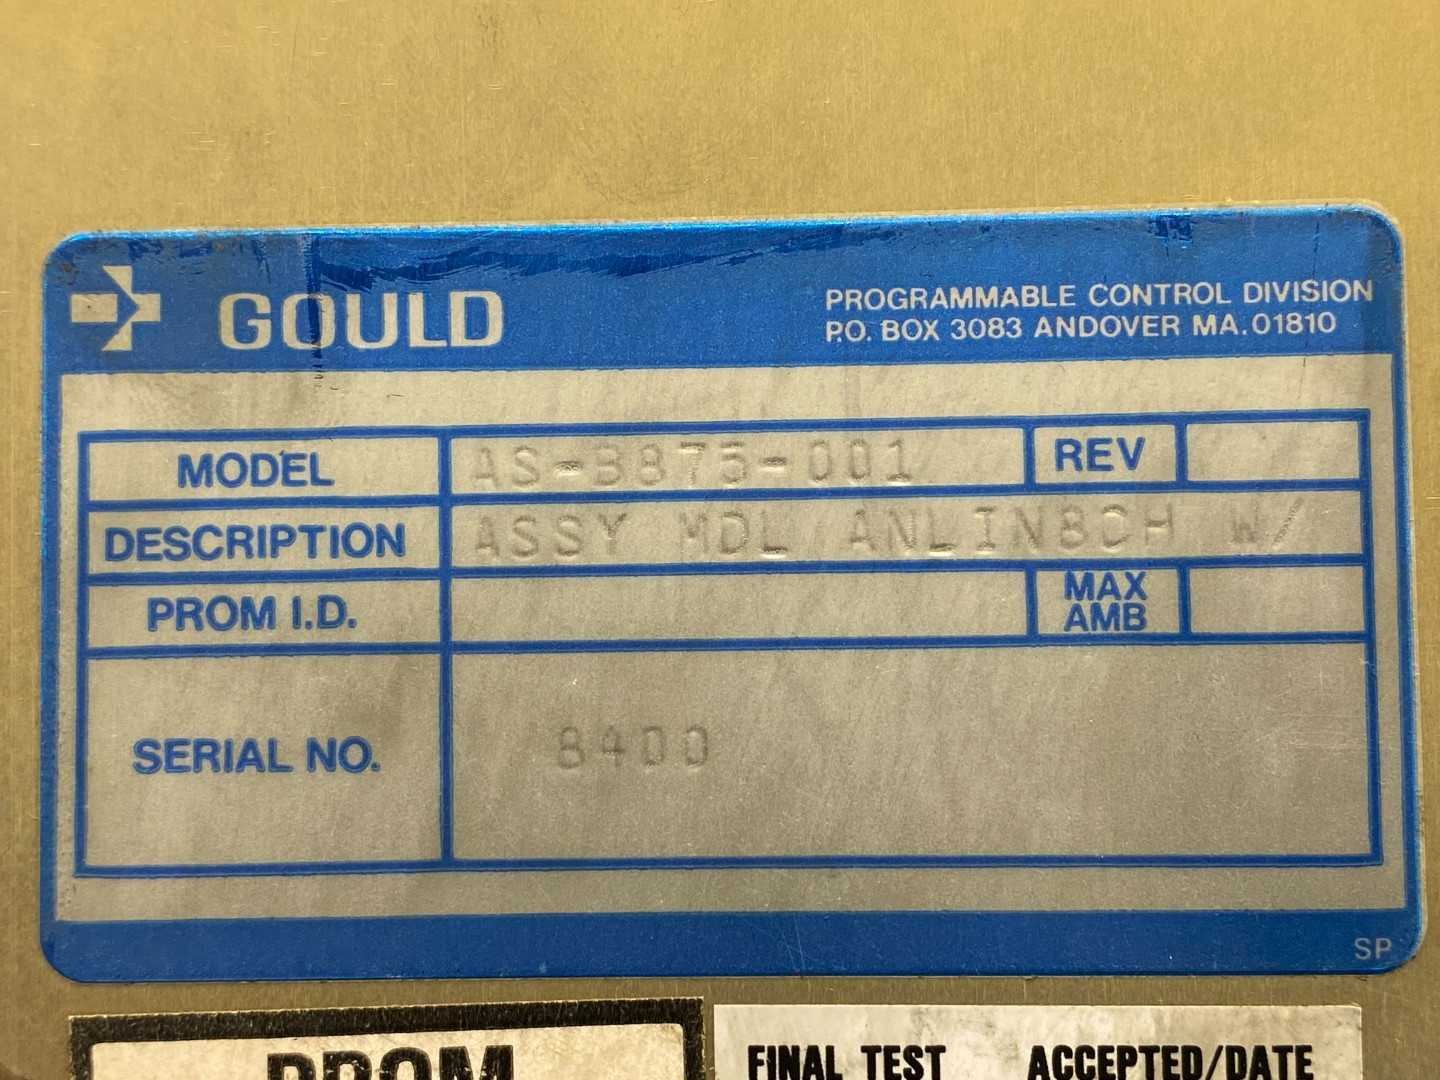 GOULD
PROGRAMMABLE CONTROL DIVISION
P.O. BOX 3083 ANDOVER MA. 01810
MODEL AS-B875-001 REV
DESCRIPTION ASSY MDL ANLIN8CH W/
PROM I.D. MAX AMB
SERIAL NO. 8400
SP
PROM
FINAL TEST ACCEPTED/DATE